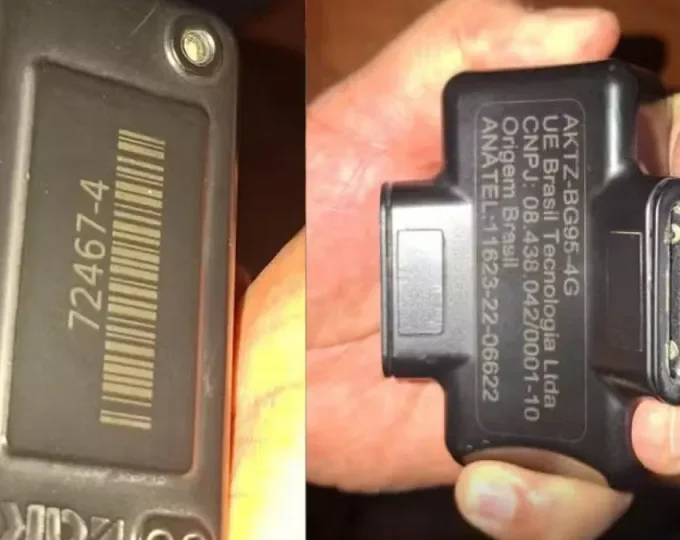 72467-4
AKTZ-BG95-4G
UE Brasil Tecnologia Ltda
CNPJ: 08.438.042/0001-10
Origem Brasil
ANATEL:11623-22-06622